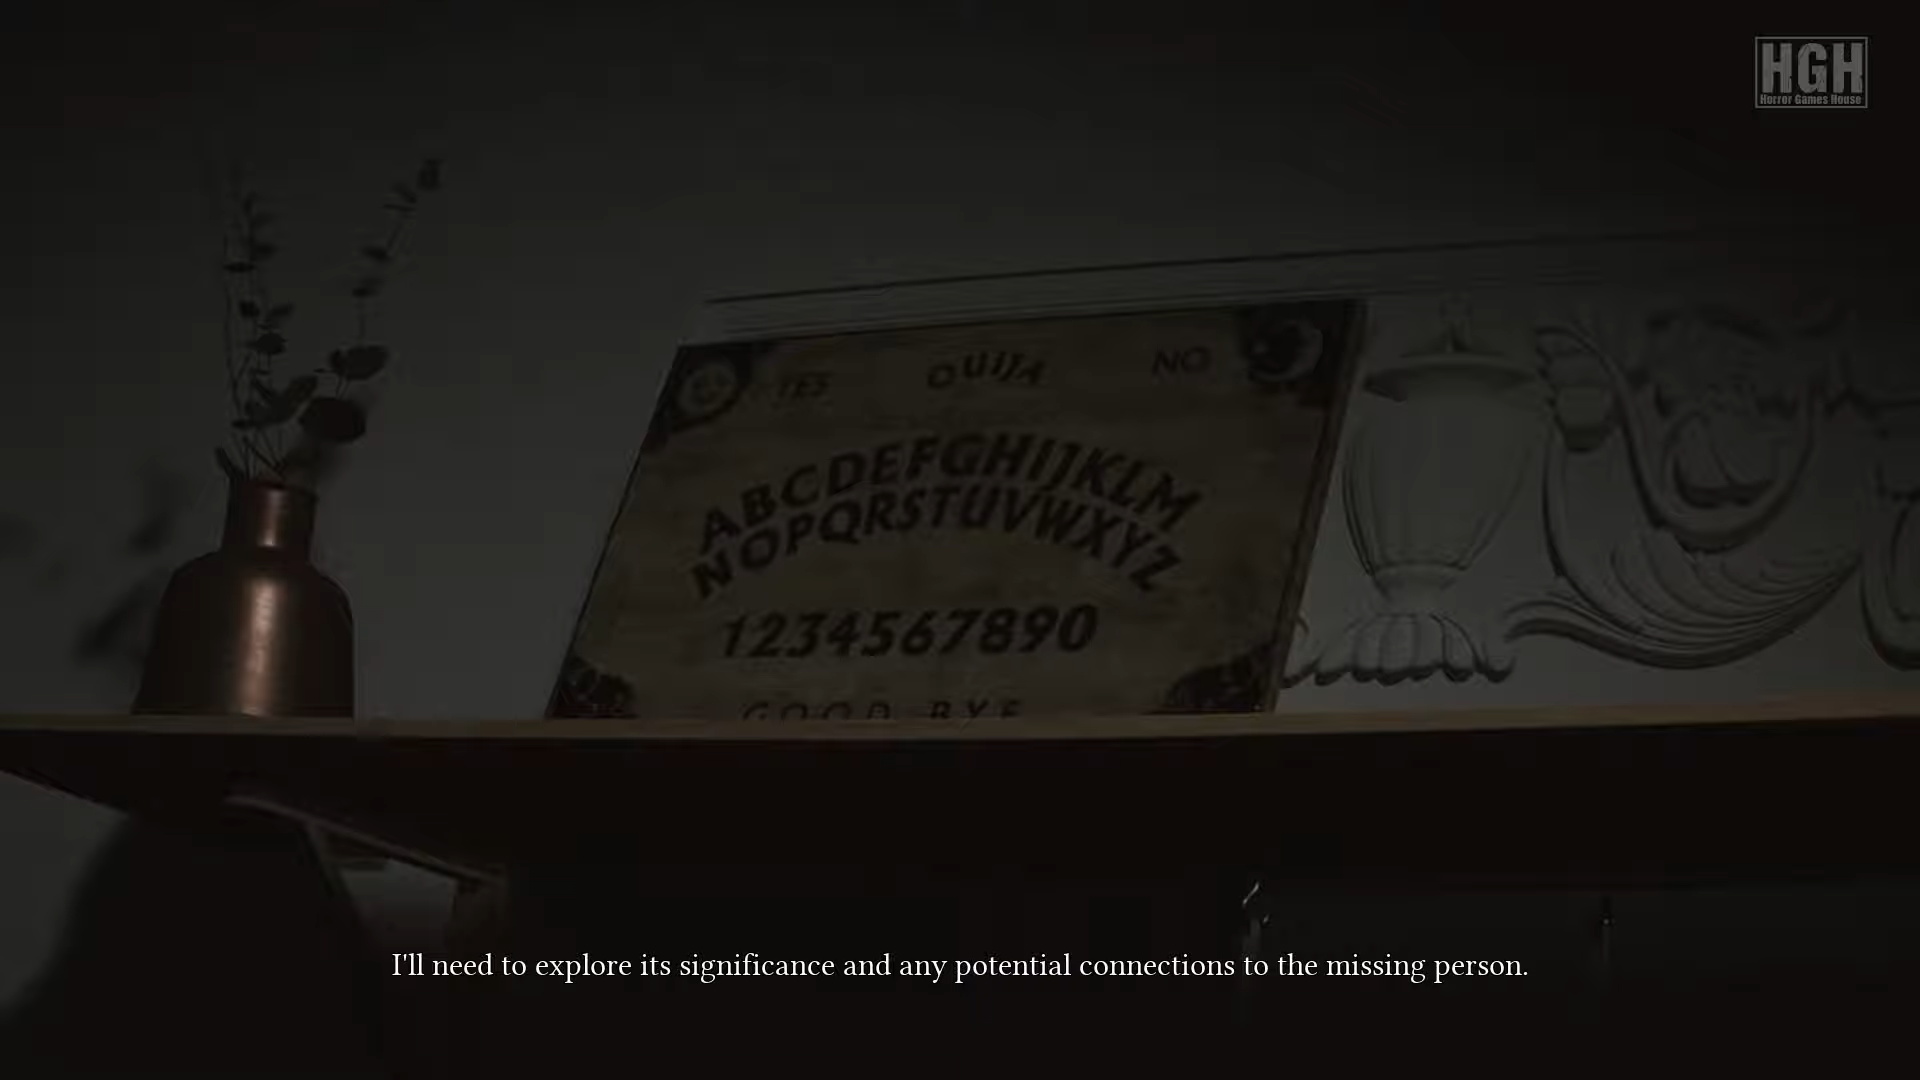 HGH
Horror Games House
YES OUIJA NO
ABCDEFGHIJKLM
NOPQRSTUVWXYZ
1234567890
GOOD BYE
I'll need to explore its significance and any potential connections to the missing person.